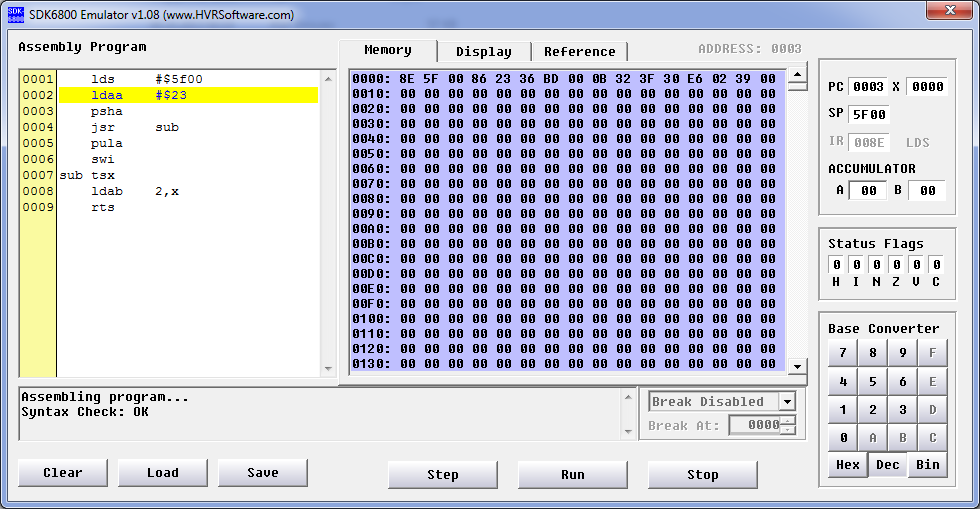 SDK6800 Emulator v1.08 (www.HVRSoftware.com)
Assembly Program
Memory Display Reference ADDRESS: 0003
0001 lds #$5f00
0002 ldaa #$23
0003 psha
0004 jsr sub
0005 pula
0006 swi
0007 sub tsx
0008 ldab 2,x
0009 rts
0000: 8E 5F 00 86 23 36 BD 00 0B 32 3F 30 E6 02 39 00
0010: 00 00 00 00 00 00 00 00 00 00 00 00 00 00 00 00
0020: 00 00 00 00 00 00 00 00 00 00 00 00 00 00 00 00
0030: 00 00 00 00 00 00 00 00 00 00 00 00 00 00 00 00
0040: 00 00 00 00 00 00 00 00 00 00 00 00 00 00 00 00
0050: 00 00 00 00 00 00 00 00 00 00 00 00 00 00 00 00
0060: 00 00 00 00 00 00 00 00 00 00 00 00 00 00 00 00
0070: 00 00 00 00 00 00 00 00 00 00 00 00 00 00 00 00
0080: 00 00 00 00 00 00 00 00 00 00 00 00 00 00 00 00
0090: 00 00 00 00 00 00 00 00 00 00 00 00 00 00 00 00
00A0: 00 00 00 00 00 00 00 00 00 00 00 00 00 00 00 00
00B0: 00 00 00 00 00 00 00 00 00 00 00 00 00 00 00 00
00C0: 00 00 00 00 00 00 00 00 00 00 00 00 00 00 00 00
00D0: 00 00 00 00 00 00 00 00 00 00 00 00 00 00 00 00
00E0: 00 00 00 00 00 00 00 00 00 00 00 00 00 00 00 00
00F0: 00 00 00 00 00 00 00 00 00 00 00 00 00 00 00 00
0100: 00 00 00 00 00 00 00 00 00 00 00 00 00 00 00 00
0110: 00 00 00 00 00 00 00 00 00 00 00 00 00 00 00 00
0120: 00 00 00 00 00 00 00 00 00 00 00 00 00 00 00 00
0130: 00 00 00 00 00 00 00 00 00 00 00 00 00 00 00 00
PC 0003 X 0000
SP 5F00
IR 008E LDS
ACCUMULATOR
A 00 B 00
Status Flags
0 0 0 0 0 0
H I N Z V C
Base Converter
7 8 9 F
4 5 6 E
1 2 3 D
0 A B C
Hex Dec Bin
Assembling program...
Syntax Check: OK
Break Disabled
Break At: 0000
Clear Load Save Step Run Stop